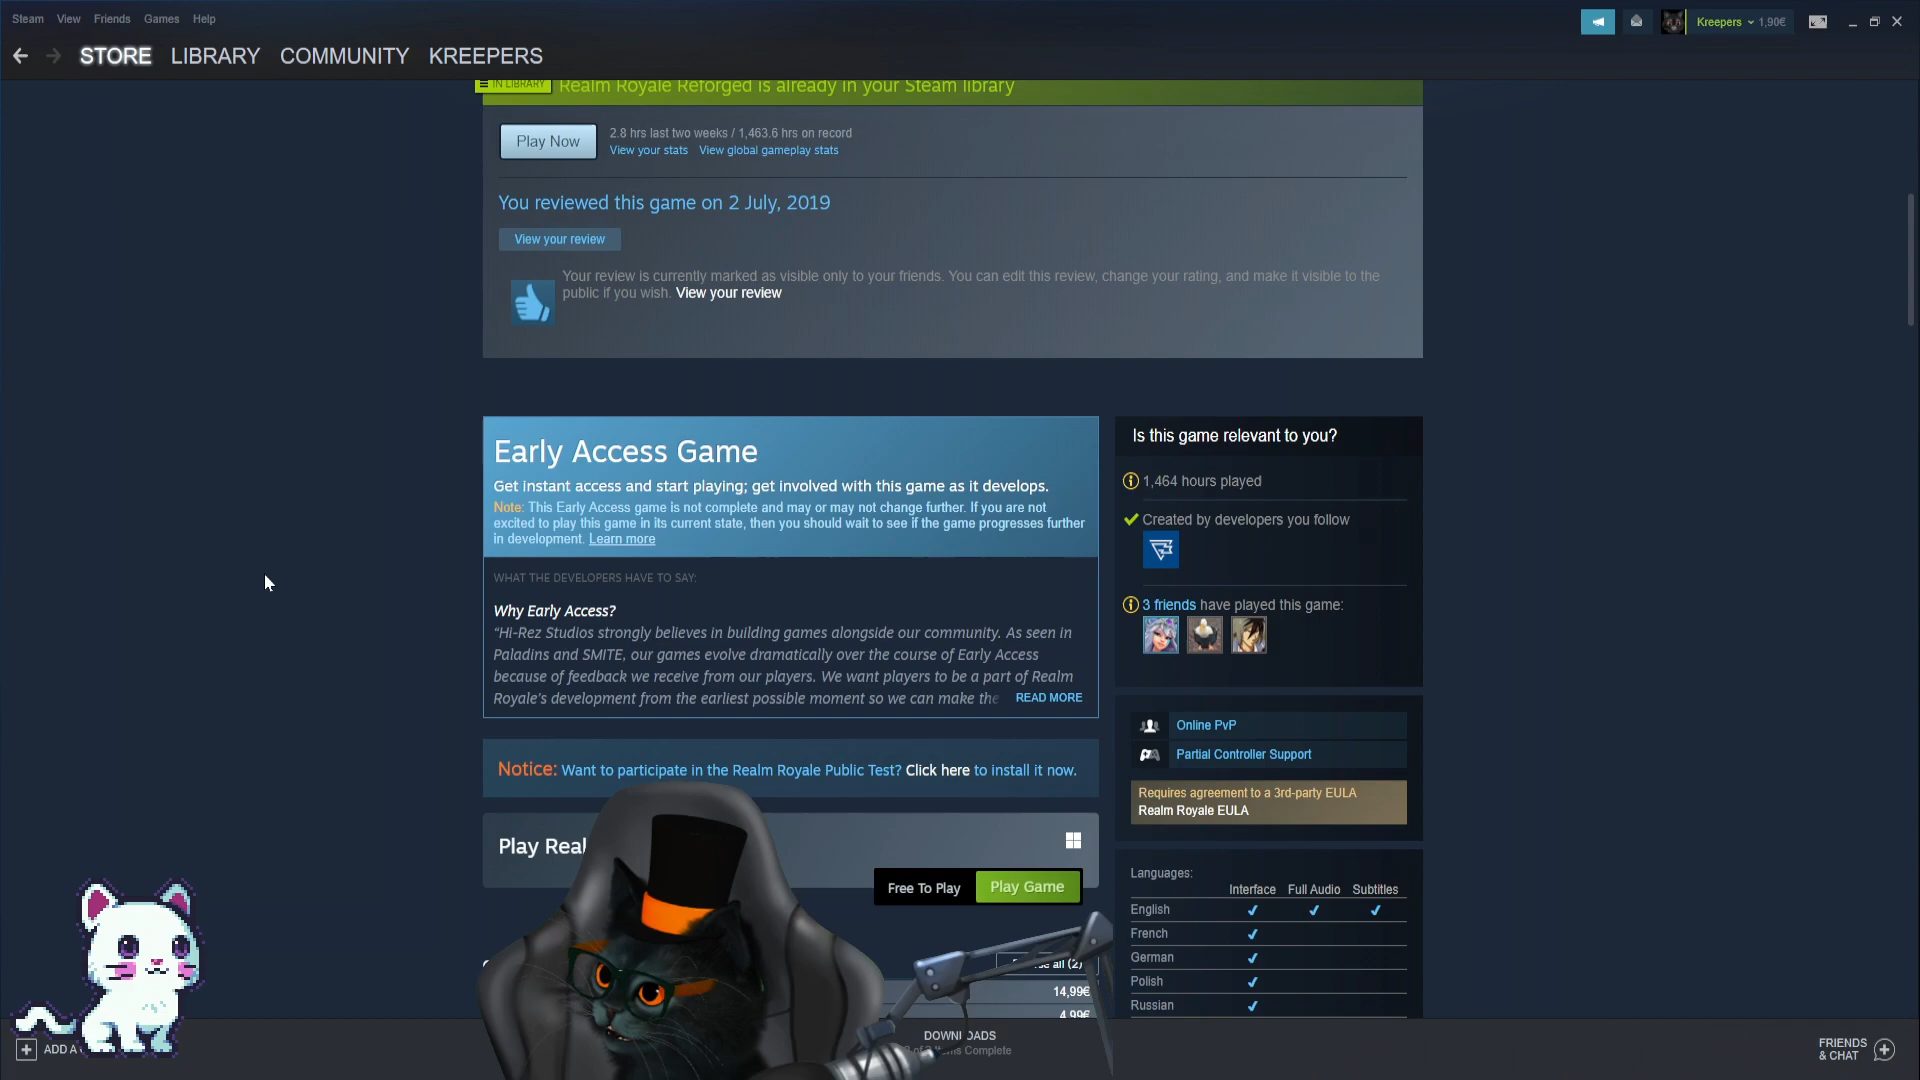 Steam View Friends Games Help
Kreepers 1,90€
STORE LIBRARY COMMUNITY KREEPERS
IN LIBRARY Realm Royale Reforged is already in your Steam library
Play Now
2.8 hrs last two weeks / 1,463.6 hrs on record
View your stats View global gameplay stats
You reviewed this game on 2 July, 2019
View your review
Your review is currently marked as visible only to your friends. You can edit this review, change your rating, and make it visible to the
public if you wish. View your review
Early Access Game
Get instant access and start playing; get involved with this game as it develops.
Note: This Early Access game is not complete and may or may not change further. If you are not
excited to play this game in its current state, then you should wait to see if the game progresses further
in development. Learn more
WHAT THE DEVELOPERS HAVE TO SAY:
Why Early Access?
“Hi-Rez Studios strongly believes in building games alongside our community. As seen in
Paladins and SMITE, our games evolve dramatically over the course of Early Access
because of feedback we receive from our players. We want players to be a part of Realm
Royale's development from the earliest possible moment so we can make the READ MORE
Notice: Want to participate in the Realm Royale Public Test? Click here to install it now.
Play Real
Free To Play Play Game
all (2)
14,99€
4,99€
Is this game relevant to you?
1,464 hours played
Created by developers you follow
3 friends have played this game:
Online PvP
Partial Controller Support
Requires agreement to a 3rd-party EULA
Realm Royale EULA
Languages:
Interface Full Audio Subtitles
English
French
German
Polish
Russian
ADD A
DOWNLOADS
Items Complete
FRIENDS
& CHAT